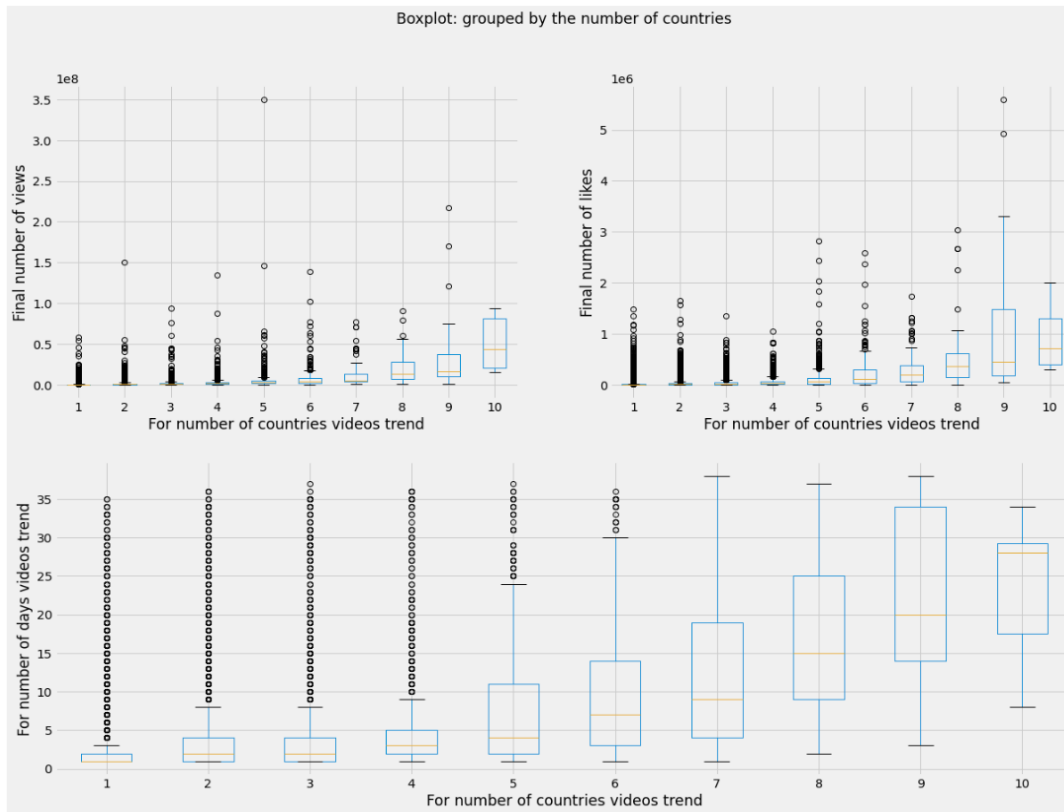 Boxplot: grouped by the number of countries
1e8
3.5
3.0
2.5
2.0
1.5
1.0
0.5
0.0
Final number of views
1 2 3 4 5 6 7 8 9 10
For number of countries videos trend
1e6
5
4
3
2
1
0
Final number of likes
1 2 3 4 5 6 7 8 9 10
For number of countries videos trend
35
30
25
20
15
10
5
0
For number of days videos trend
1 2 3 4 5 6 7 8 9 10
For number of countries videos trend